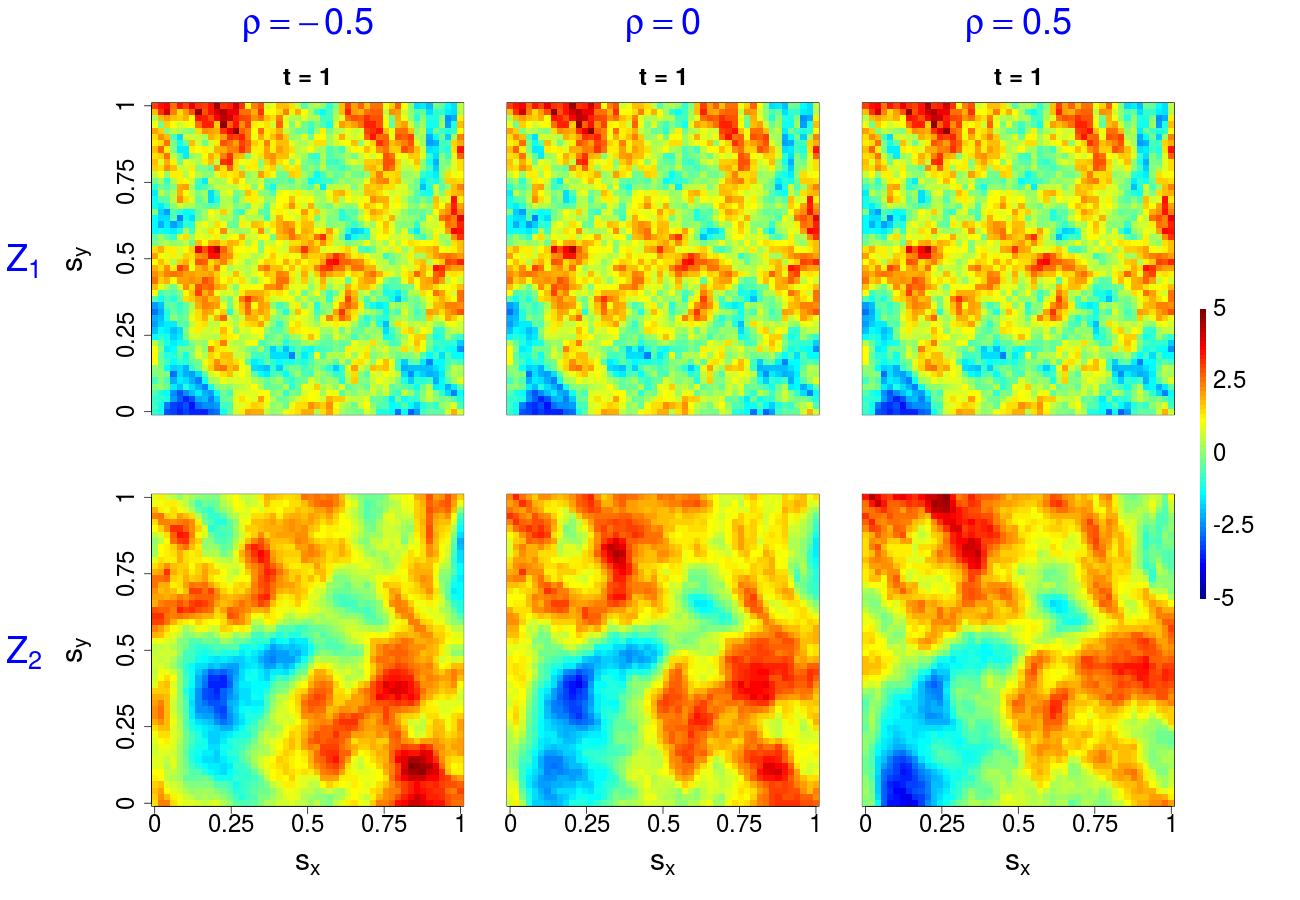 ρ = − 0.5 ρ = 0 ρ = 0.5
t = 1 t = 1 t = 1
1
0.75
Z1 sy 0.5
0.25
0
5
2.5
0
-2.5
-5
1
0.75
Z2 sy 0.5
0.25
0
0 0.25 0.5 0.75 1 0 0.25 0.5 0.75 1 0 0.25 0.5 0.75 1
sx sx sx